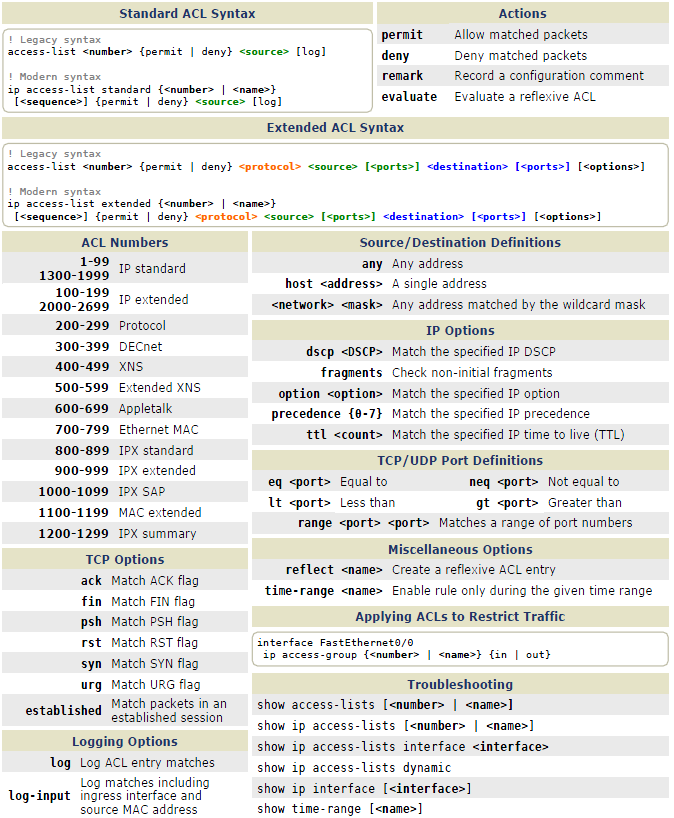 Standard ACL Syntax
! Legacy syntax
access-list <number> {permit | deny} <source> [log]
! Modern syntax
ip access-list standard {<number> | <name>}
[<sequence>] {permit | deny} <source> [log]
Actions
permit Allow matched packets
deny Deny matched packets
remark Record a configuration comment
evaluate Evaluate a reflexive ACL
Extended ACL Syntax
! Legacy syntax
access-list <number> {permit | deny} <protocol> <source> [<ports>] <destination> [<ports>] [<options>]
! Modern syntax
ip access-list extended {<number> | <name>}
[<sequence>] {permit | deny} <protocol> <source> [<ports>] <destination> [<ports>] [<options>]
ACL Numbers
1-99
1300-1999 IP standard
100-199
2000-2699 IP extended
200-299 Protocol
300-399 DECnet
400-499 XNS
500-599 Extended XNS
600-699 Appletalk
700-799 Ethernet MAC
800-899 IPX standard
900-999 IPX extended
1000-1099 IPX SAP
1100-1199 MAC extended
1200-1299 IPX summary
TCP Options
ack Match ACK flag
fin Match FIN flag
psh Match PSH flag
rst Match RST flag
syn Match SYN flag
urg Match URG flag
established Match packets in an
established session
Logging Options
log Log ACL entry matches
log-input Log matches including
ingress interface and
source MAC address
Source/Destination Definitions
any Any address
host <address> A single address
<network> <mask> Any address matched by the wildcard mask
IP Options
dscp <DSCP> Match the specified IP DSCP
fragments Check non-initial fragments
option <option> Match the specified IP option
precedence {0-7} Match the specified IP precedence
ttl <count> Match the specified IP time to live (TTL)
TCP/UDP Port Definitions
eq <port> Equal to neq <port> Not equal to
lt <port> Less than gt <port> Greater than
range <port> <port> Matches a range of port numbers
Miscellaneous Options
reflect <name> Create a reflexive ACL entry
time-range <name> Enable rule only during the given time range
Applying ACLs to Restrict Traffic
interface FastEthernet0/0
ip access-group {<number> | <name>} {in | out}
Troubleshooting
show access-lists [<number> | <name>]
show ip access-lists [<number> | <name>]
show ip access-lists interface <interface>
show ip access-lists dynamic
show ip interface [<interface>]
show time-range [<name>]